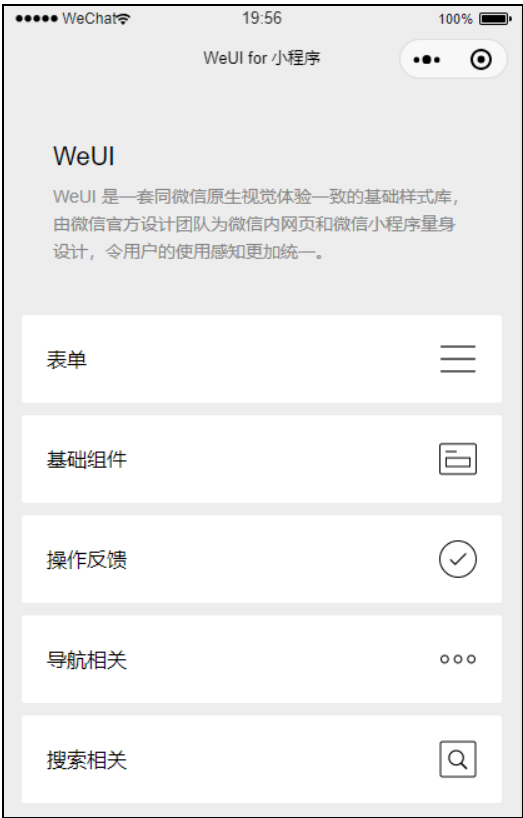 WeChat 19:56 100%
WeUI for 小程序
WeUI
WeUI 是一套同微信原生视觉体验一致的基础样式库，
由微信官方设计团队为微信内网页和微信小程序量身
设计，令用户的使用感知更加统一。
表单
基础组件
操作反馈
导航相关
搜索相关